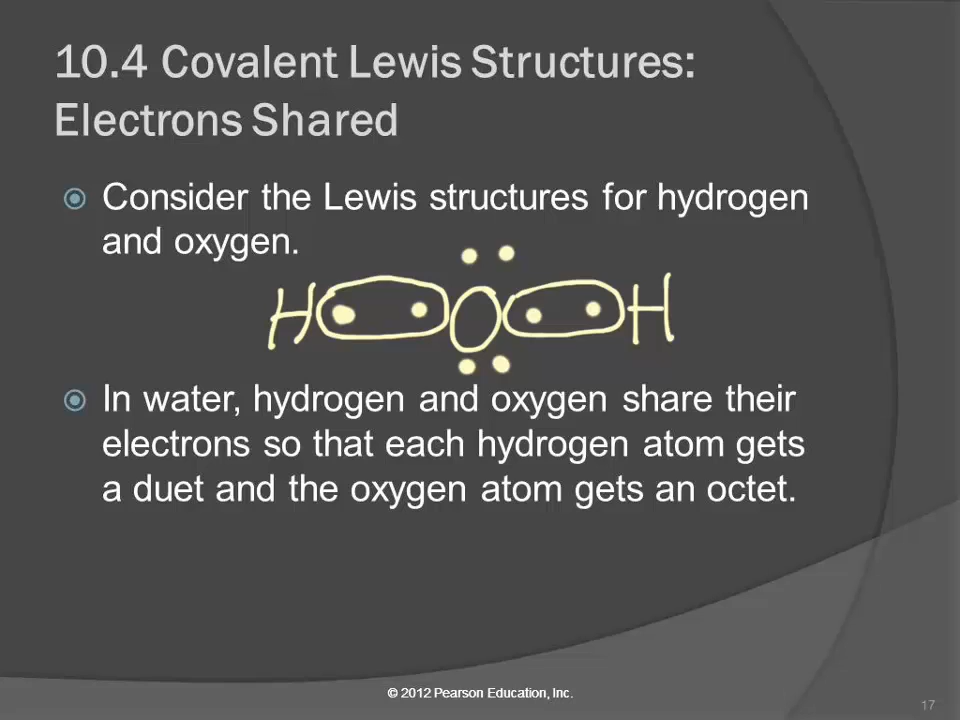 10.4 Covalent Lewis Structures:
Electrons Shared
Consider the Lewis structures for hydrogen
and oxygen.
H O H
In water, hydrogen and oxygen share their
electrons so that each hydrogen atom gets
a duet and the oxygen atom gets an octet.
© 2012 Pearson Education, Inc.
17